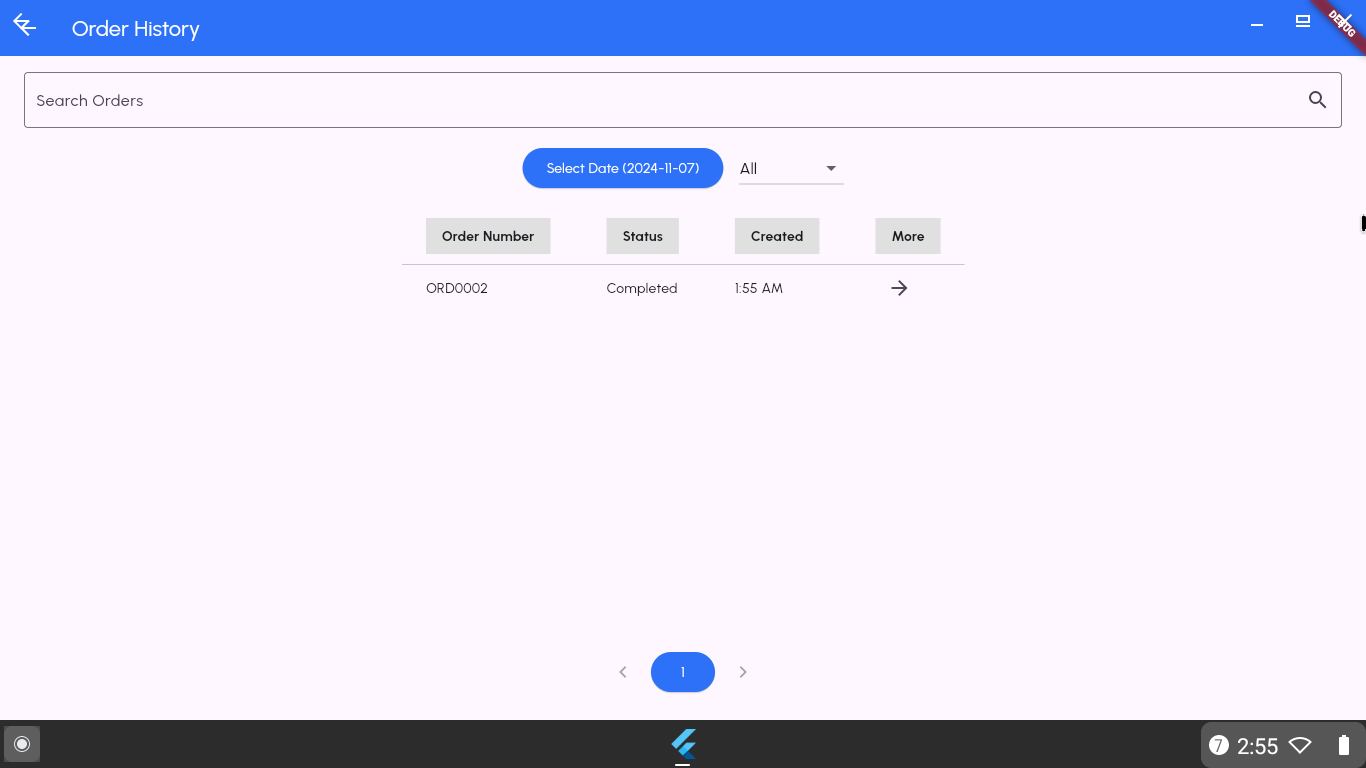 Order History
DEBUG
Search Orders
Select Date (2024-11-07) All
Order Number Status Created More
ORD0002 Completed 1:55 AM
1
7 2:55